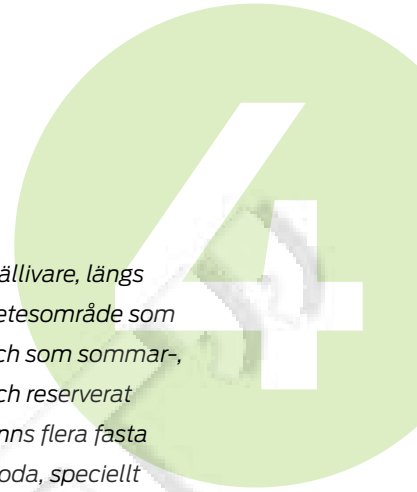 4
ällivare, längs
etesområde som
ch som sommar-,
ch reserverat
nns flera fasta
oda, speciellt